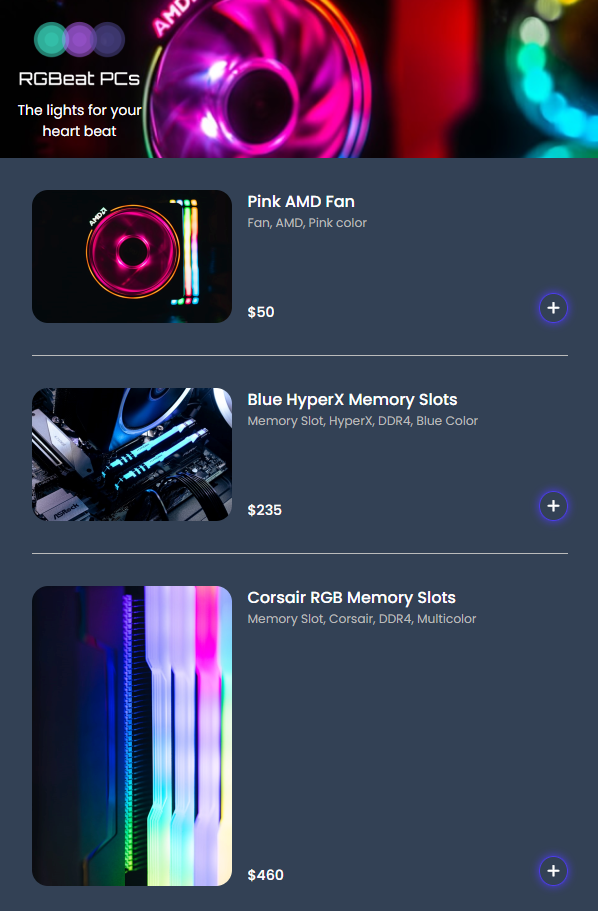 AMD
RGBeat PCs
The lights for your
heart beat
Pink AMD Fan
Fan, AMD, Pink color
AMD
$50
+
Blue HyperX Memory Slots
Memory Slot, HyperX, DDR4, Blue Color
ASRock
$235
+
Corsair RGB Memory Slots
Memory Slot, Corsair, DDR4, Multicolor
$460
+